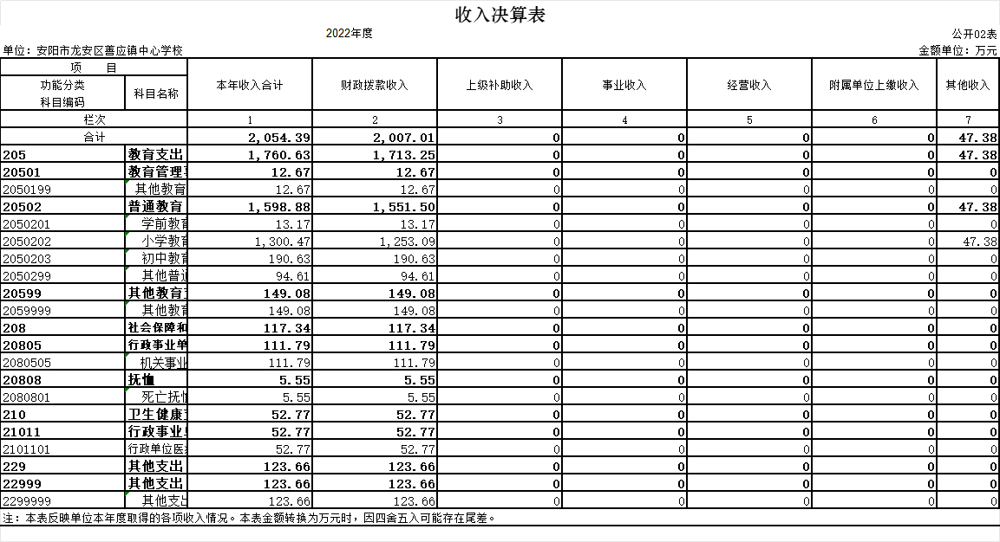 收入决算表
2022年度
公开02表
单位：安阳市龙安区善应镇中心学校 金额单位：万元
项 目 本年收入合计 财政拨款收入 上级补助收入 事业收入 经营收入 附属单位上缴收入 其他收入
功能分类科目编码 科目名称
栏次 1 2 3 4 5 6 7
合计 2,054.39 2,007.01 0 0 0 0 47.38
205 教育支出 1,760.63 1,713.25 0 0 0 0 47.38
20501 教育管理 12.67 12.67 0 0 0 0 0
2050199 其他教育 12.67 12.67 0 0 0 0 0
20502 普通教育 1,598.88 1,551.50 0 0 0 0 47.38
2050201 学前教育 13.17 13.17 0 0 0 0 0
2050202 小学教育 1,300.47 1,253.09 0 0 0 0 47.38
2050203 初中教育 190.63 190.63 0 0 0 0 0
2050299 其他普通 94.61 94.61 0 0 0 0 0
20599 其他教育 149.08 149.08 0 0 0 0 0
2059999 其他教育 149.08 149.08 0 0 0 0 0
208 社会保障和 117.34 117.34 0 0 0 0 0
20805 行政事业单 111.79 111.79 0 0 0 0 0
2080505 机关事业 111.79 111.79 0 0 0 0 0
20808 抚恤 5.55 5.55 0 0 0 0 0
2080801 死亡抚恤 5.55 5.55 0 0 0 0 0
210 卫生健康 52.77 52.77 0 0 0 0 0
21011 行政事业单 52.77 52.77 0 0 0 0 0
2101101 行政单位医 52.77 52.77 0 0 0 0 0
229 其他支出 123.66 123.66 0 0 0 0 0
22999 其他支出 123.66 123.66 0 0 0 0 0
2299999 其他支出 123.66 123.66 0 0 0 0 0
注：本表反映单位本年度取得的各项收入情况。本表金额转换为万元时，因四舍五入可能存在尾差。